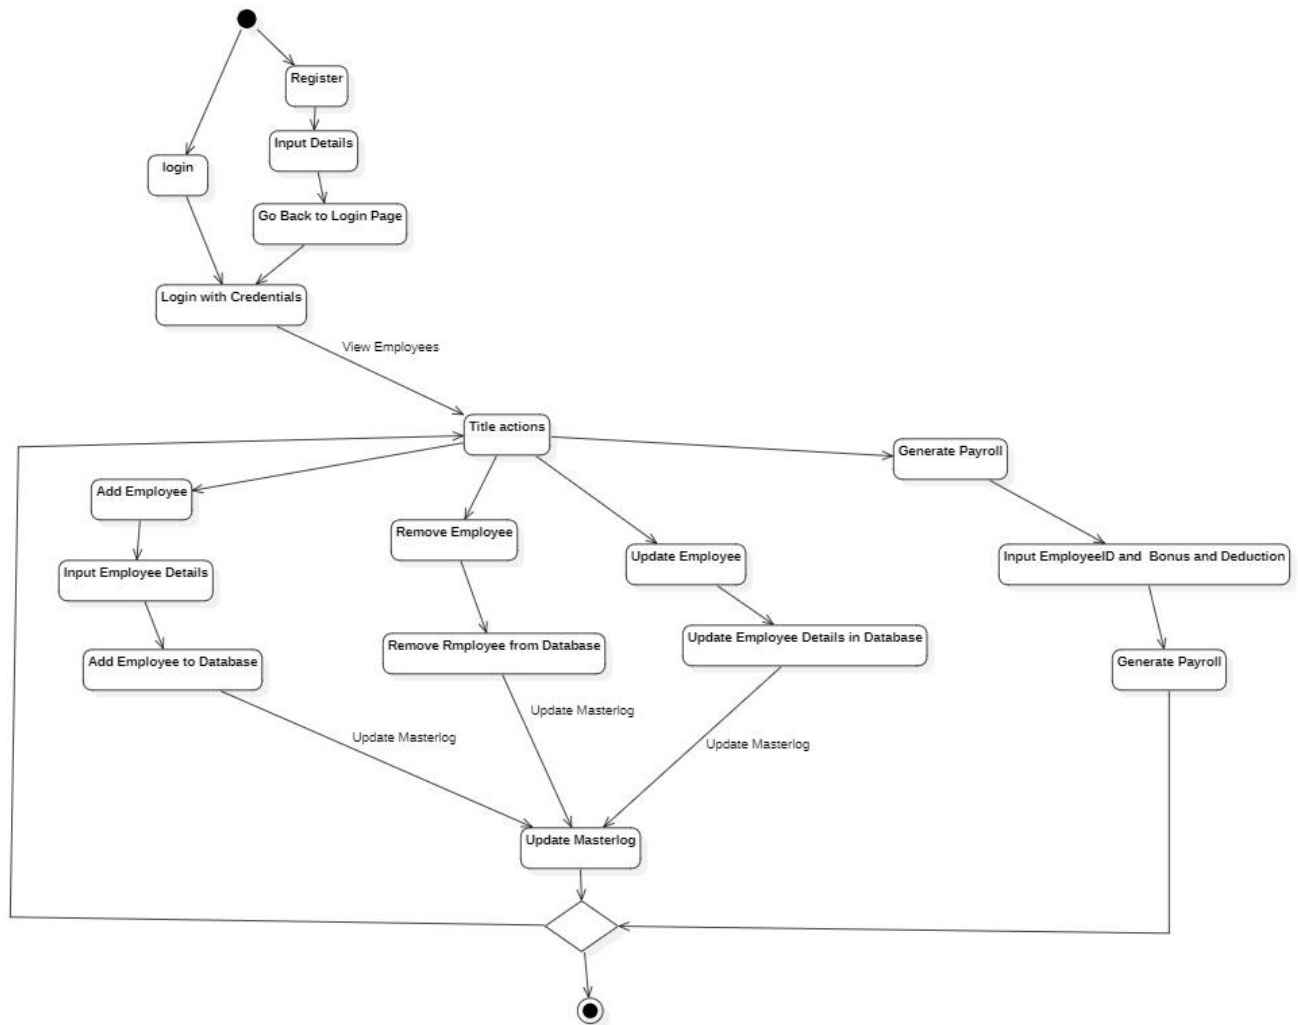 Register
Input Details
login
Go Back to Login Page
Login with Credentials
View Employees
Title actions
Generate Payroll
Add Employee
Remove Employee
Update Employee
Input EmployeeID and  Bonus and Deduction
Input Employee Details
Remove Rmployee from Database
Update Employee Details in Database
Add Employee to Database
Generate Payroll
Update Masterlog
Update Masterlog
Update Masterlog
Update Masterlog